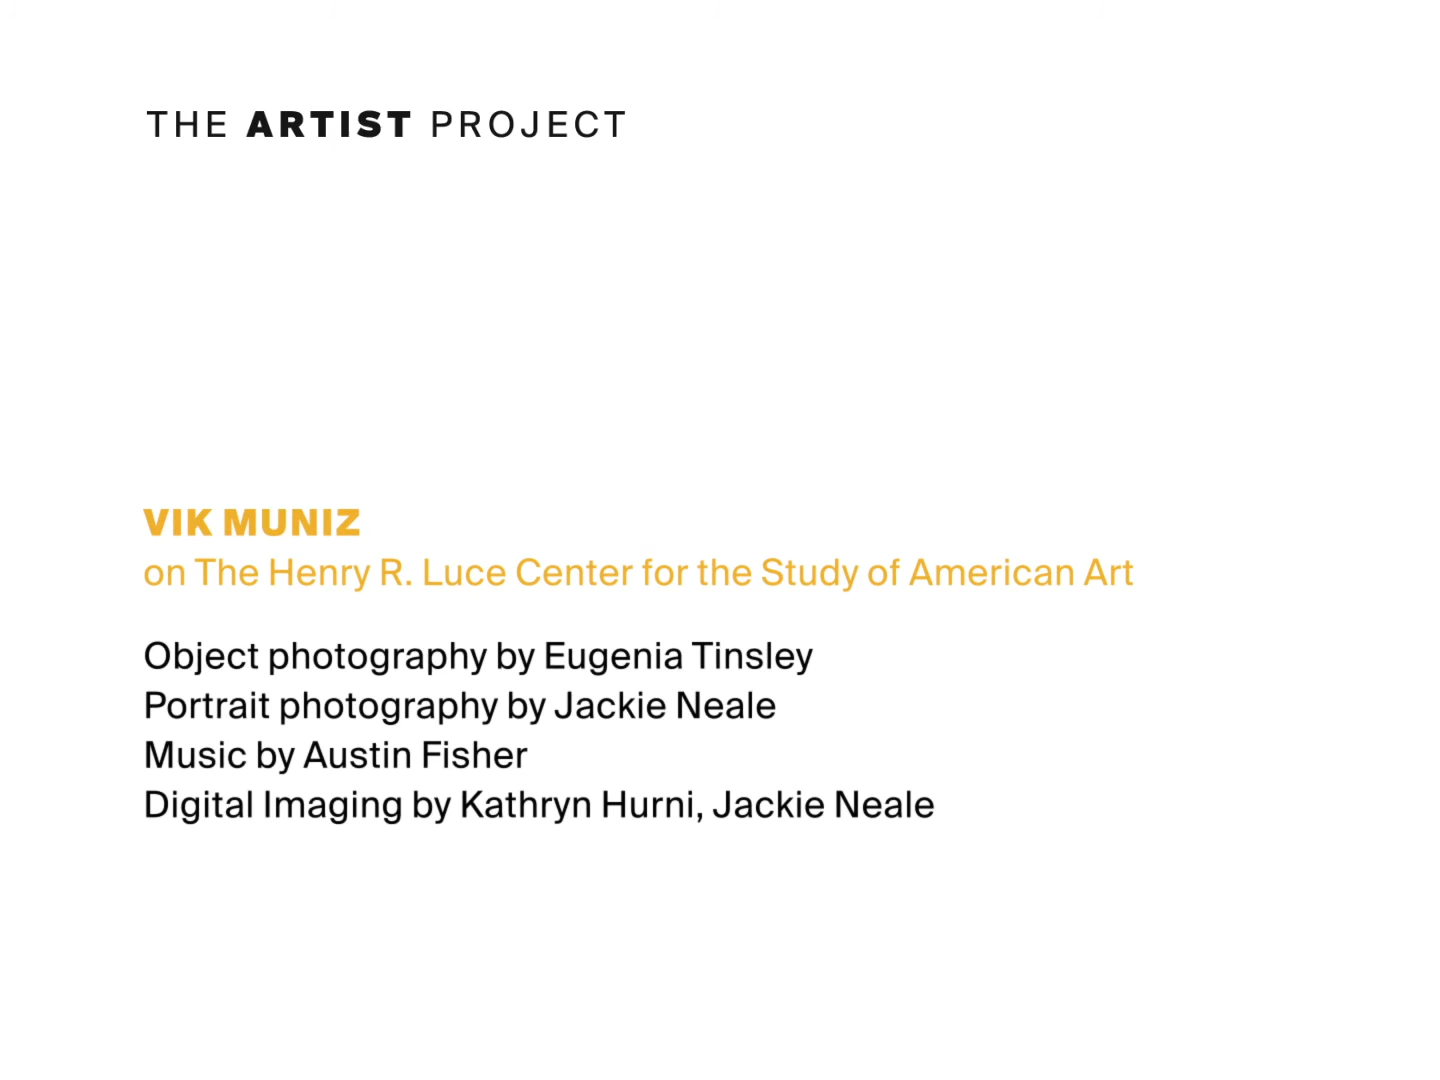 THE ARTIST PROJECT
VIK MUNIZ
on The Henry R. Luce Center for the Study of American Art
Object photography by Eugenia Tinsley
Portrait photography by Jackie Neale
Music by Austin Fisher
Digital Imaging by Kathryn Hurni, Jackie Neale